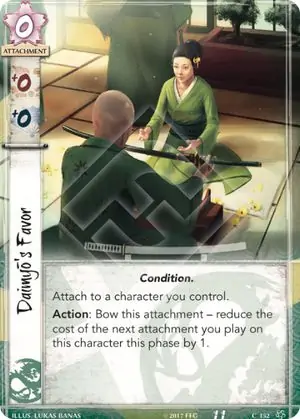 0
ATTACHMENT
+0
+0
Daimyō's Favor
Condition.
Attach to a character you control.
Action: Bow this attachment – reduce
the cost of the next attachment you play
on this character this phase by 1.
ILLUS. LUKAS BANAS
© 2017 FFG
C 152